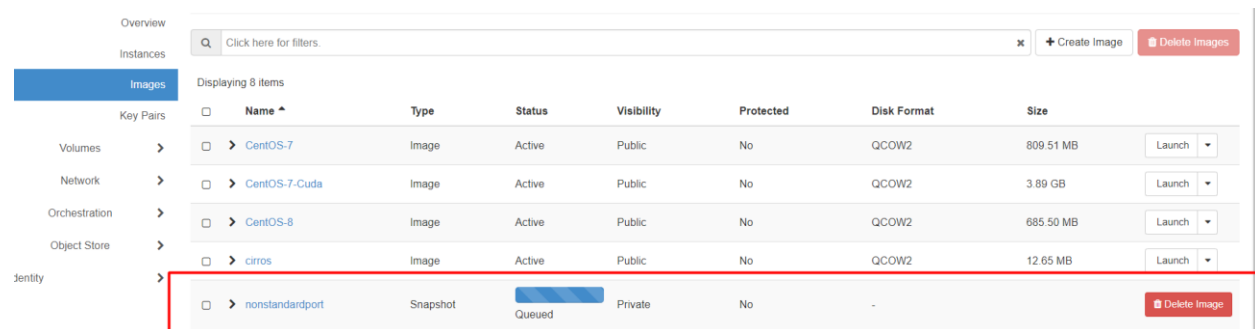 Overview
Instances
Images
Key Pairs
Volumes
Network
Orchestration
Object Store
dentity
Click here for filters.
+ Create Image
Delete Images
Displaying 8 items
Name Type Status Visibility Protected Disk Format Size
CentOS-7 Image Active Public No QCOW2 809.51 MB Launch
CentOS-7-Cuda Image Active Public No QCOW2 3.89 GB Launch
CentOS-8 Image Active Public No QCOW2 685.50 MB Launch
cirros Image Active Public No QCOW2 12.65 MB Launch
nonstandardport Snapshot Queued Private No - Delete Image